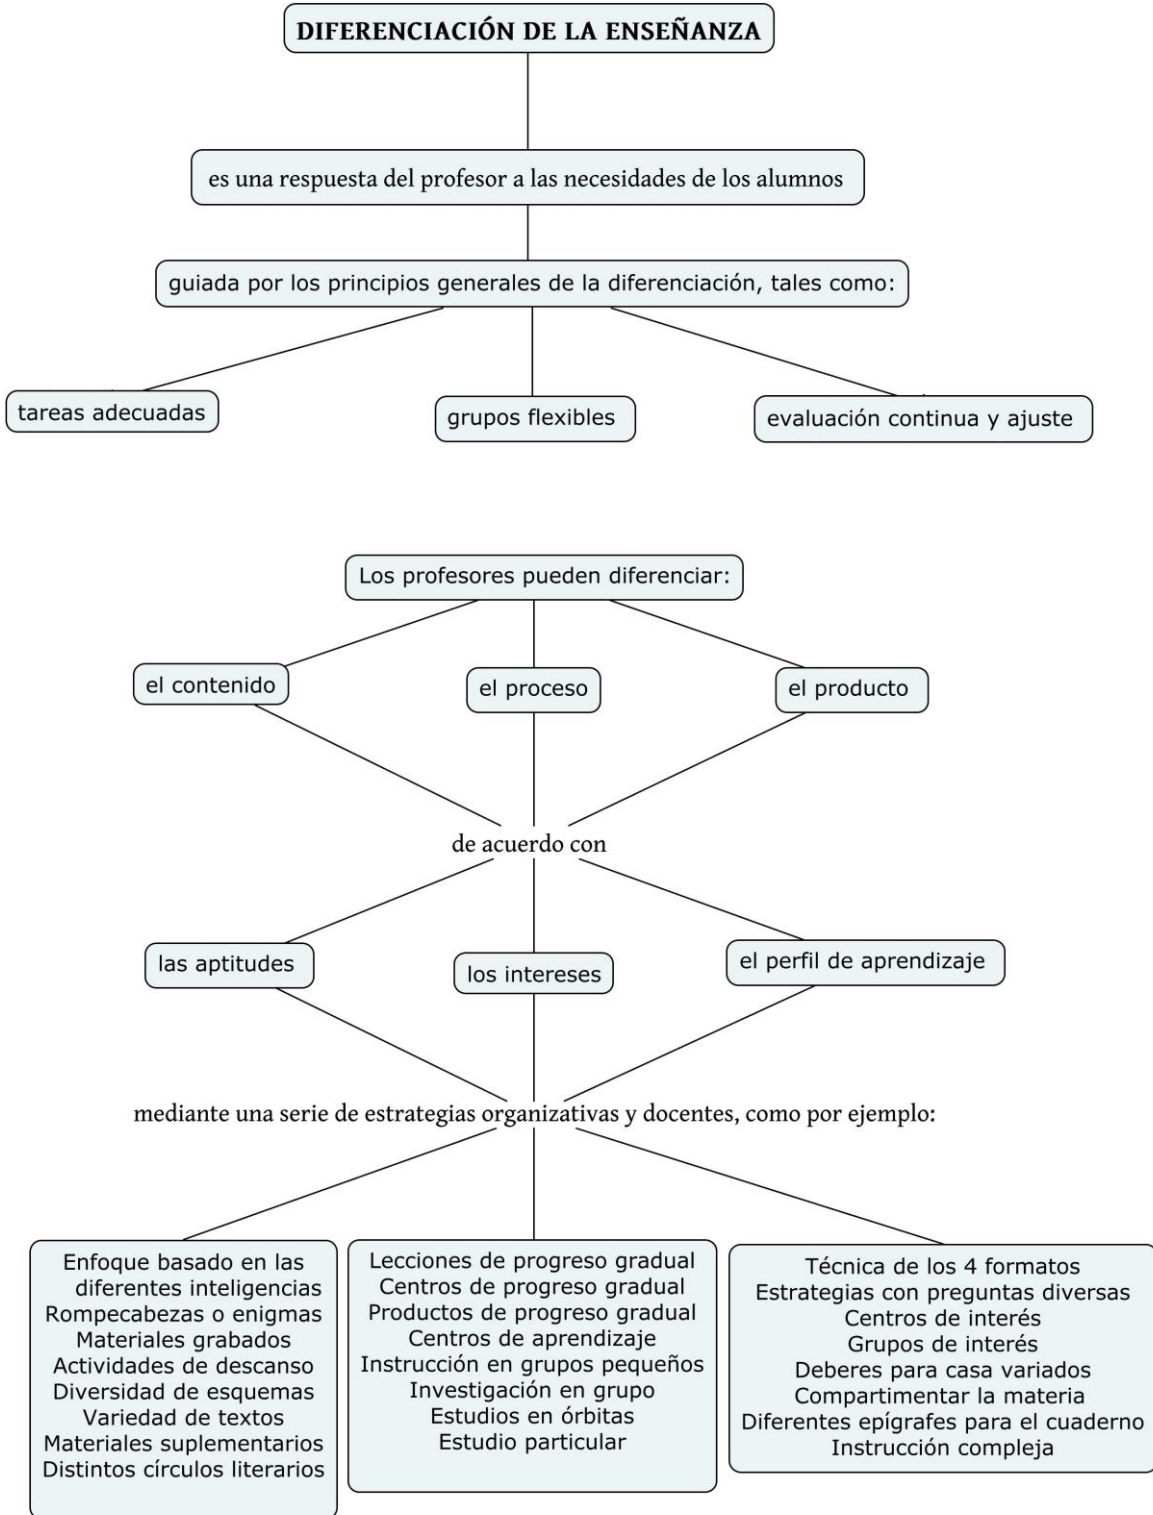 DIFERENCIACIÓN DE LA ENSEÑANZA
es una respuesta del profesor a las necesidades de los alumnos
guiada por los principios generales de la diferenciación, tales como:
tareas adecuadas
grupos flexibles
evaluación continua y ajuste
Los profesores pueden diferenciar:
el contenido
el proceso
el producto
de acuerdo con
las aptitudes
los intereses
el perfil de aprendizaje
mediante una serie de estrategias organizativas y docentes, como por ejemplo:
Enfoque basado en las
diferentes inteligencias
Rompecabezas o enigmas
Materiales grabados
Actividades de descanso
Diversidad de esquemas
Variedad de textos
Materiales suplementarios
Distintos círculos literarios
Lecciones de progreso gradual
Centros de progreso gradual
Productos de progreso gradual
Centros de aprendizaje
Instrucción en grupos pequeños
Investigación en grupo
Estudios en órbitas
Estudio particular
Técnica de los 4 formatos
Estrategias con preguntas diversas
Centros de interés
Grupos de interés
Deberes para casa variados
Compartimentar la materia
Diferentes epígrafes para el cuaderno
Instrucción compleja